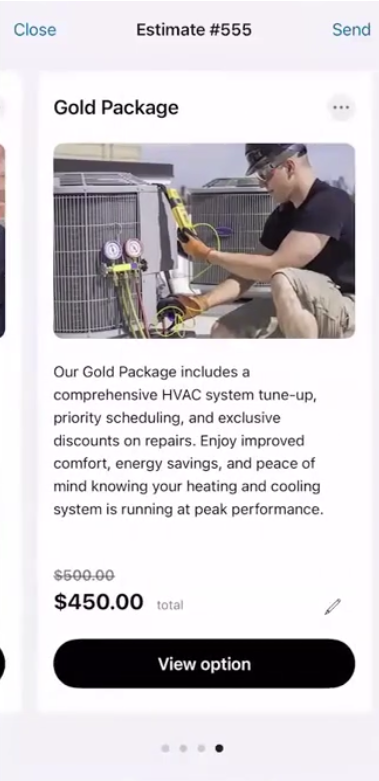 Close Estimate #555 Send
Gold Package
Our Gold Package includes a
comprehensive HVAC system tune-up,
priority scheduling, and exclusive
discounts on repairs. Enjoy improved
comfort, energy savings, and peace of
mind knowing your heating and cooling
system is running at peak performance.
$500.00
$450.00 total
View option